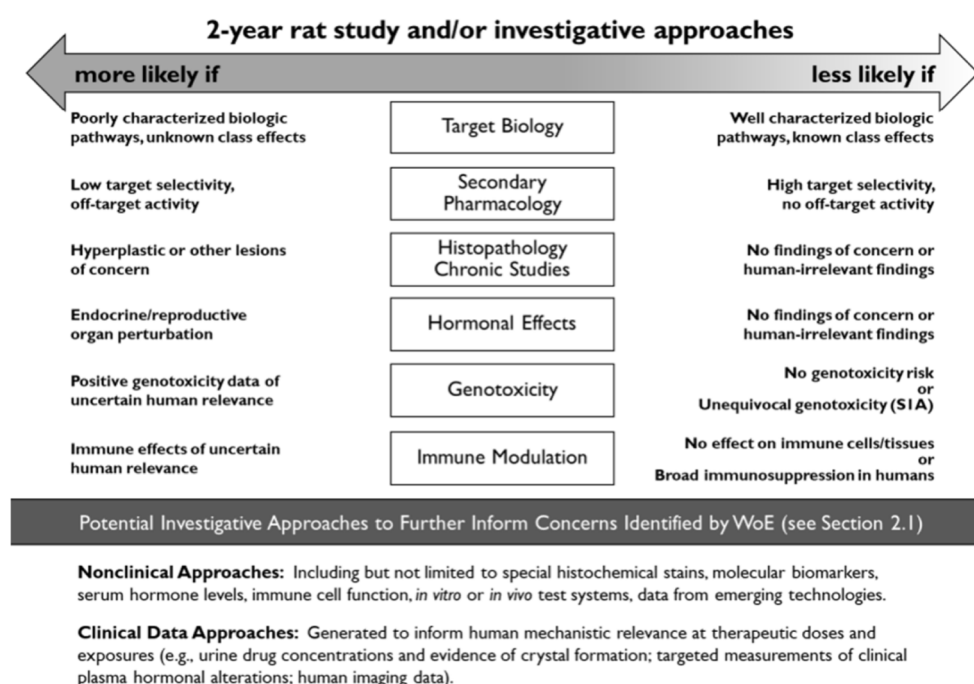 2-year rat study and/or investigative approaches
more likely if
less likely if
Poorly characterized biologic
pathways, unknown class effects
Target Biology
Well characterized biologic
pathways, known class effects
Low target selectivity,
off-target activity
Secondary
Pharmacology
High target selectivity,
no off-target activity
Hyperplastic or other lesions
of concern
Histopathology
Chronic Studies
No findings of concern or
human-irrelevant findings
Endocrine/reproductive
organ perturbation
Hormonal Effects
No findings of concern or
human-irrelevant findings
Positive genotoxicity data of
uncertain human relevance
Genotoxicity
No genotoxicity risk
or
Unequivocal genotoxicity (S1A)
Immune effects of uncertain
human relevance
Immune Modulation
No effect on immune cells/tissues
or
Broad immunosuppression in humans
Potential Investigative Approaches to Further Inform Concerns Identified by WoE (see Section 2.1)
Nonclinical Approaches: Including but not limited to special histochemical stains, molecular biomarkers,
serum hormone levels, immune cell function, in vitro or in vivo test systems, data from emerging technologies.
Clinical Data Approaches: Generated to inform human mechanistic relevance at therapeutic doses and
exposures (e.g., urine drug concentrations and evidence of crystal formation; targeted measurements of clinical
plasma hormonal alterations; human imaging data).